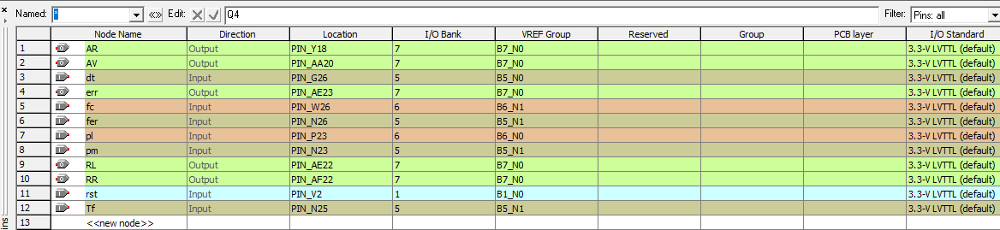 Named: * Edit: Q4 Filter: Pins: all
Node Name Direction Location I/O Bank VREF Group Reserved Group PCB layer I/O Standard
1 AR Output PIN_Y18 7 B7_N0 3.3-V LVTTL (default)
2 AV Output PIN_AA20 7 B7_N0 3.3-V LVTTL (default)
3 dt Input PIN_G26 5 B5_N0 3.3-V LVTTL (default)
4 err Output PIN_AE23 7 B7_N0 3.3-V LVTTL (default)
5 fc Input PIN_W26 6 B6_N1 3.3-V LVTTL (default)
6 fer Input PIN_N26 5 B5_N1 3.3-V LVTTL (default)
7 pl Input PIN_P23 6 B6_N0 3.3-V LVTTL (default)
8 pm Input PIN_N23 5 B5_N1 3.3-V LVTTL (default)
9 RL Output PIN_AE22 7 B7_N0 3.3-V LVTTL (default)
10 RR Output PIN_AF22 7 B7_N0 3.3-V LVTTL (default)
11 rst Input PIN_V2 1 B1_N0 3.3-V LVTTL (default)
12 Tf Input PIN_N25 5 B5_N1 3.3-V LVTTL (default)
13 <<new node>>
ins